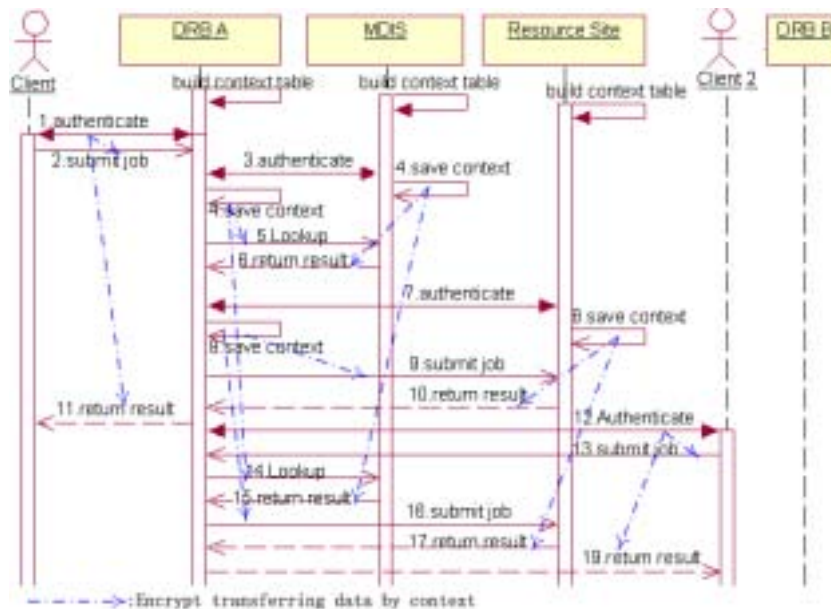 DRB A
MDIS
Resource Site
DRB B
Client
Client 2
build context table
build context table
build context table
1.authenticate
2.submit job
3.authenticate
4.save context
4.save context
5.Lookup
6.return result
7.authenticate
8.save context
8.save context
9.submit job
10.return result
11.return result
12.Authenticate
13.submit job
14.Lookup
15.return result
16.submit job
17.return result
19.return result
:Encrypt transferring data by context